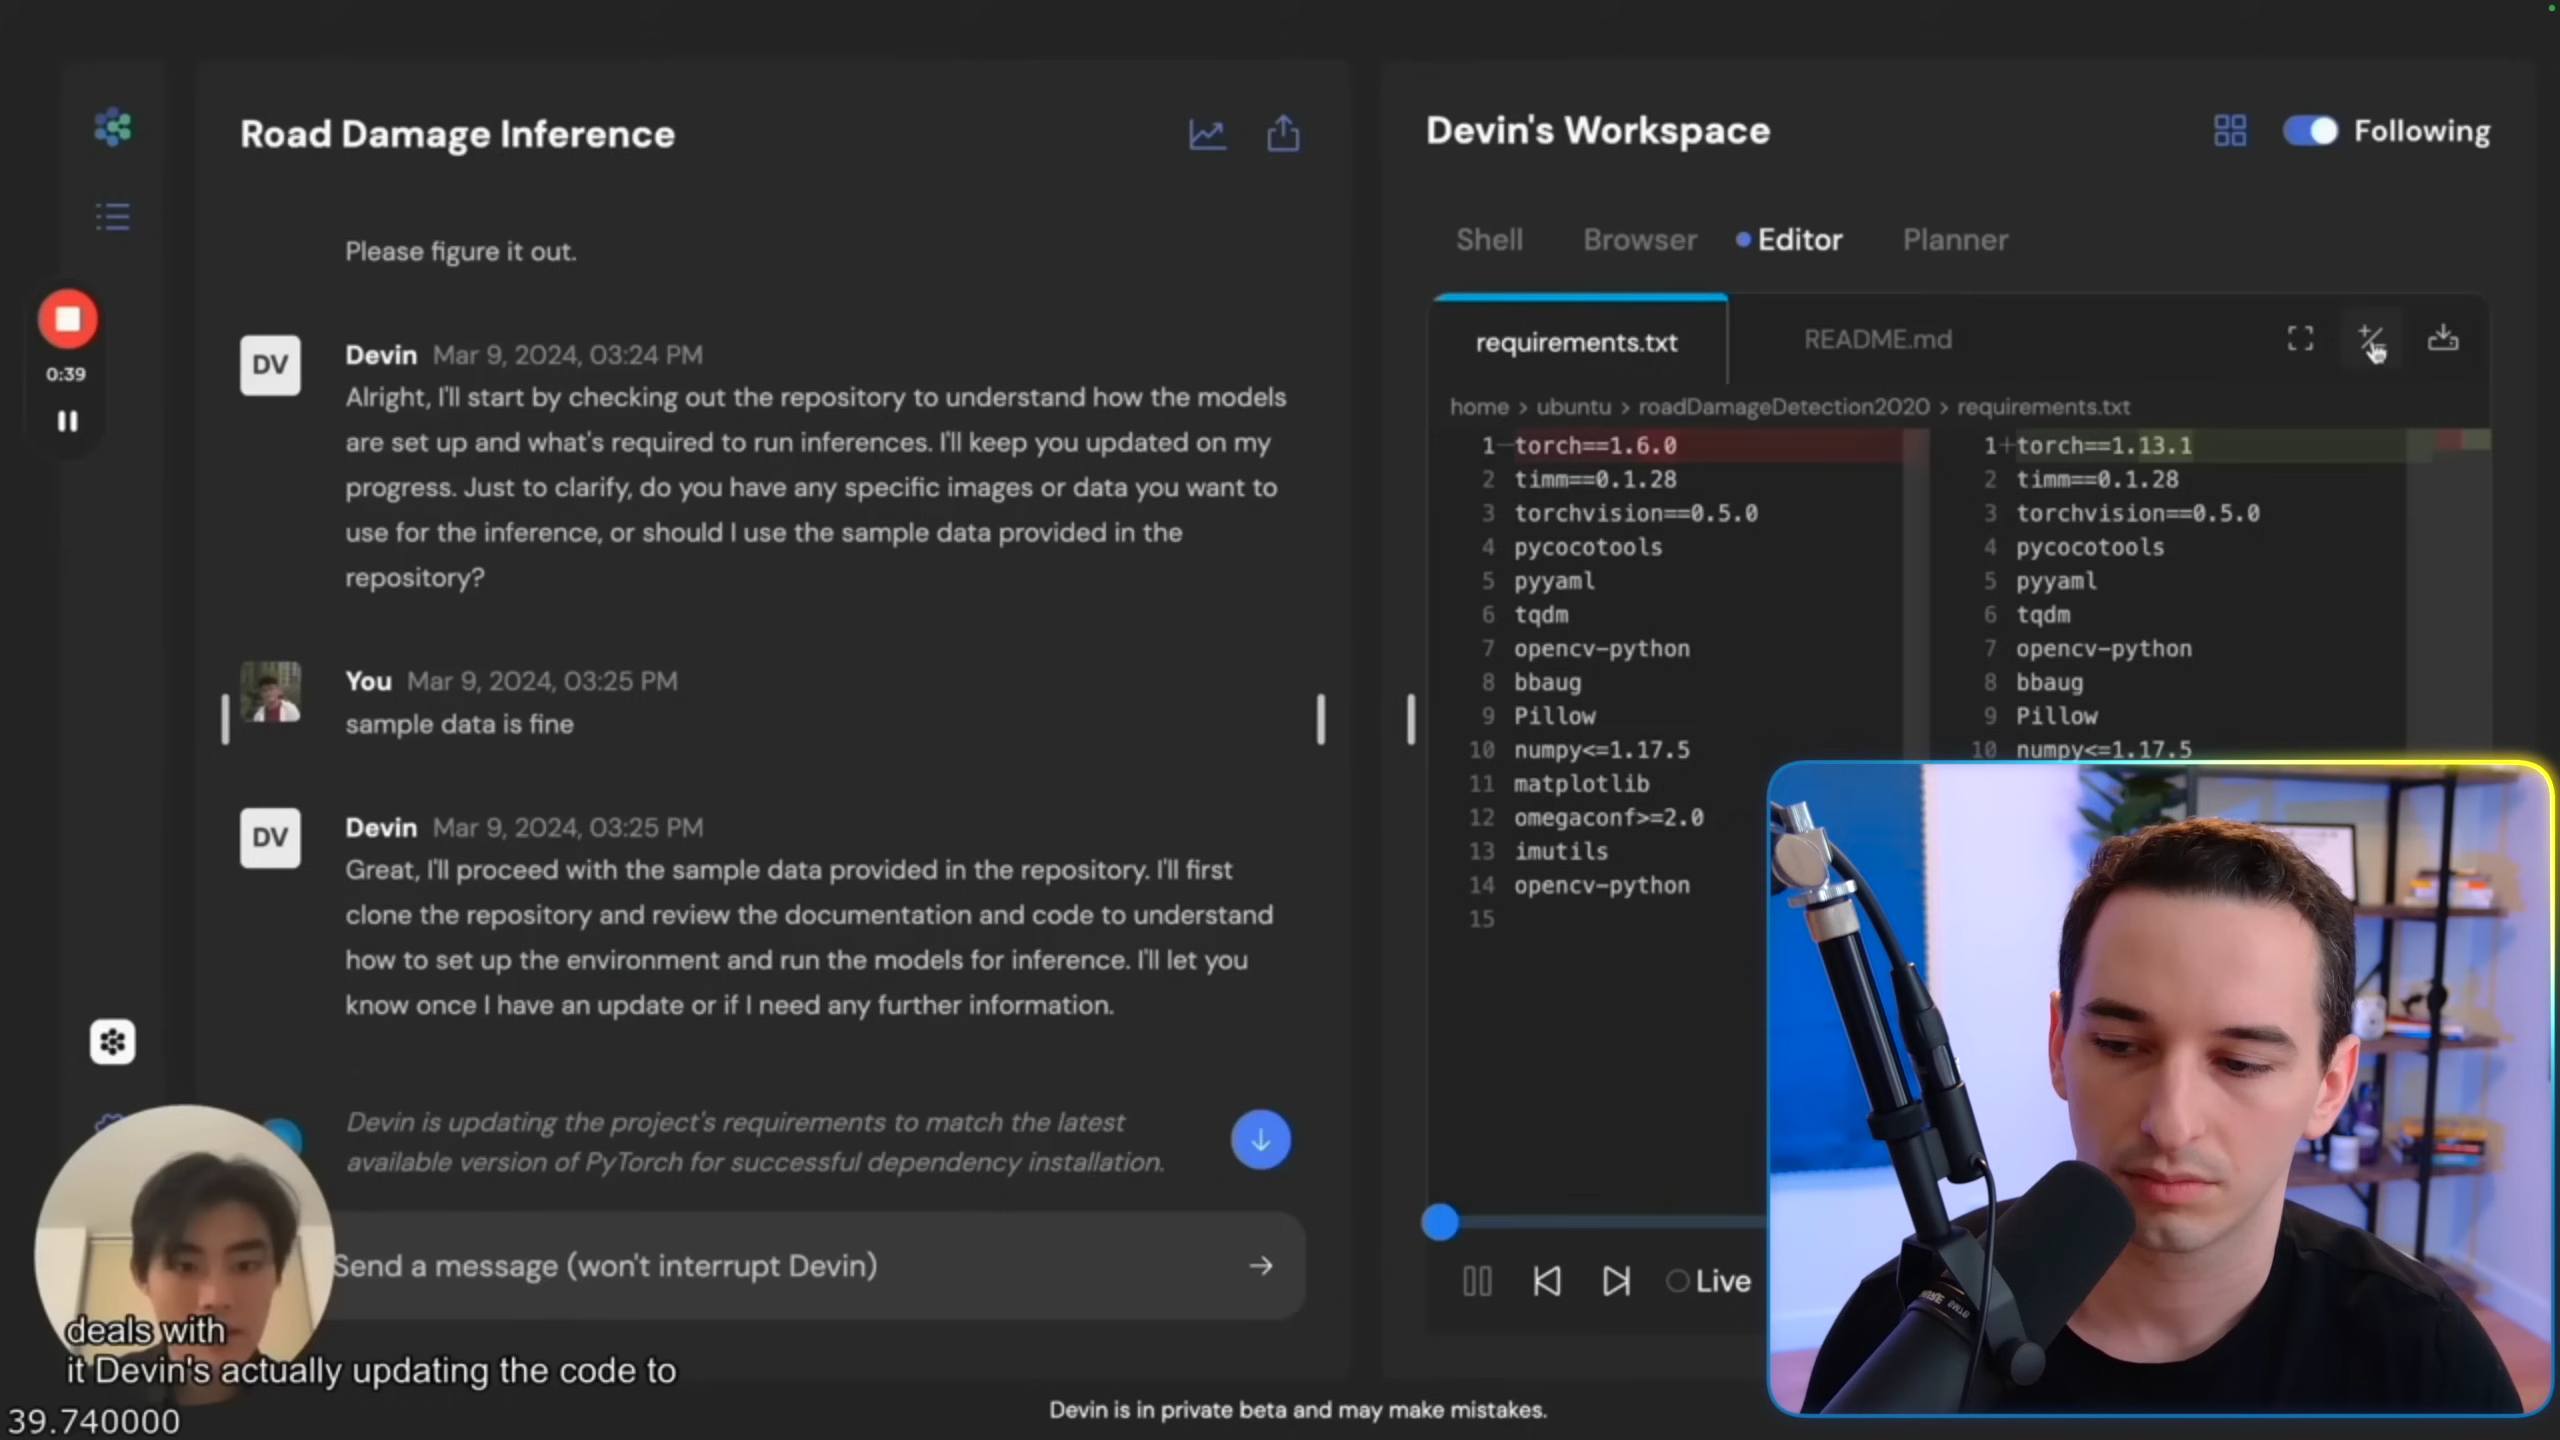 Road Damage Inference
Please figure it out.
DV
Devin Mar 9, 2024, 03:24 PM
Alright, I'll start by checking out the repository to understand how the models
are set up and what's required to run inferences. I'll keep you updated on my
progress. Just to clarify, do you have any specific images or data you want to
use for the inference, or should I use the sample data provided in the
repository?
You Mar 9, 2024, 03:25 PM
sample data is fine
DV
Devin Mar 9, 2024, 03:25 PM
Great, I'll proceed with the sample data provided in the repository. I'll first
clone the repository and review the documentation and code to understand
how to set up the environment and run the models for inference. I'll let you
know once I have an update or if I need any further information.
Devin is updating the project's requirements to match the latest
available version of PyTorch for successful dependency installation.
Send a message (won't interrupt Devin)
0:39
Devin's Workspace
Following
Shell Browser Editor Planner
requirements.txt README.md
home > ubuntu > roadDamageDetection2020 > requirements.txt
1 torch==1.6.0
2 timm==0.1.28
3 torchvision==0.5.0
4 pycocotools
5 pyyaml
6 tqdm
7 opencv-python
8 bbaug
9 Pillow
10 numpy<=1.17.5
11 matplotlib
12 omegaconf>=2.0
13 imutils
14 opencv-python
15
1+torch==1.13.1
2 timm==0.1.28
3 torchvision==0.5.0
4 pycocotools
5 pyyaml
6 tqdm
7 opencv-python
8 bbaug
9 Pillow
10 numpy<=1.17.5
Live
deals with
it Devin's actually updating the code to
39.740000
Devin is in private beta and may make mistakes.